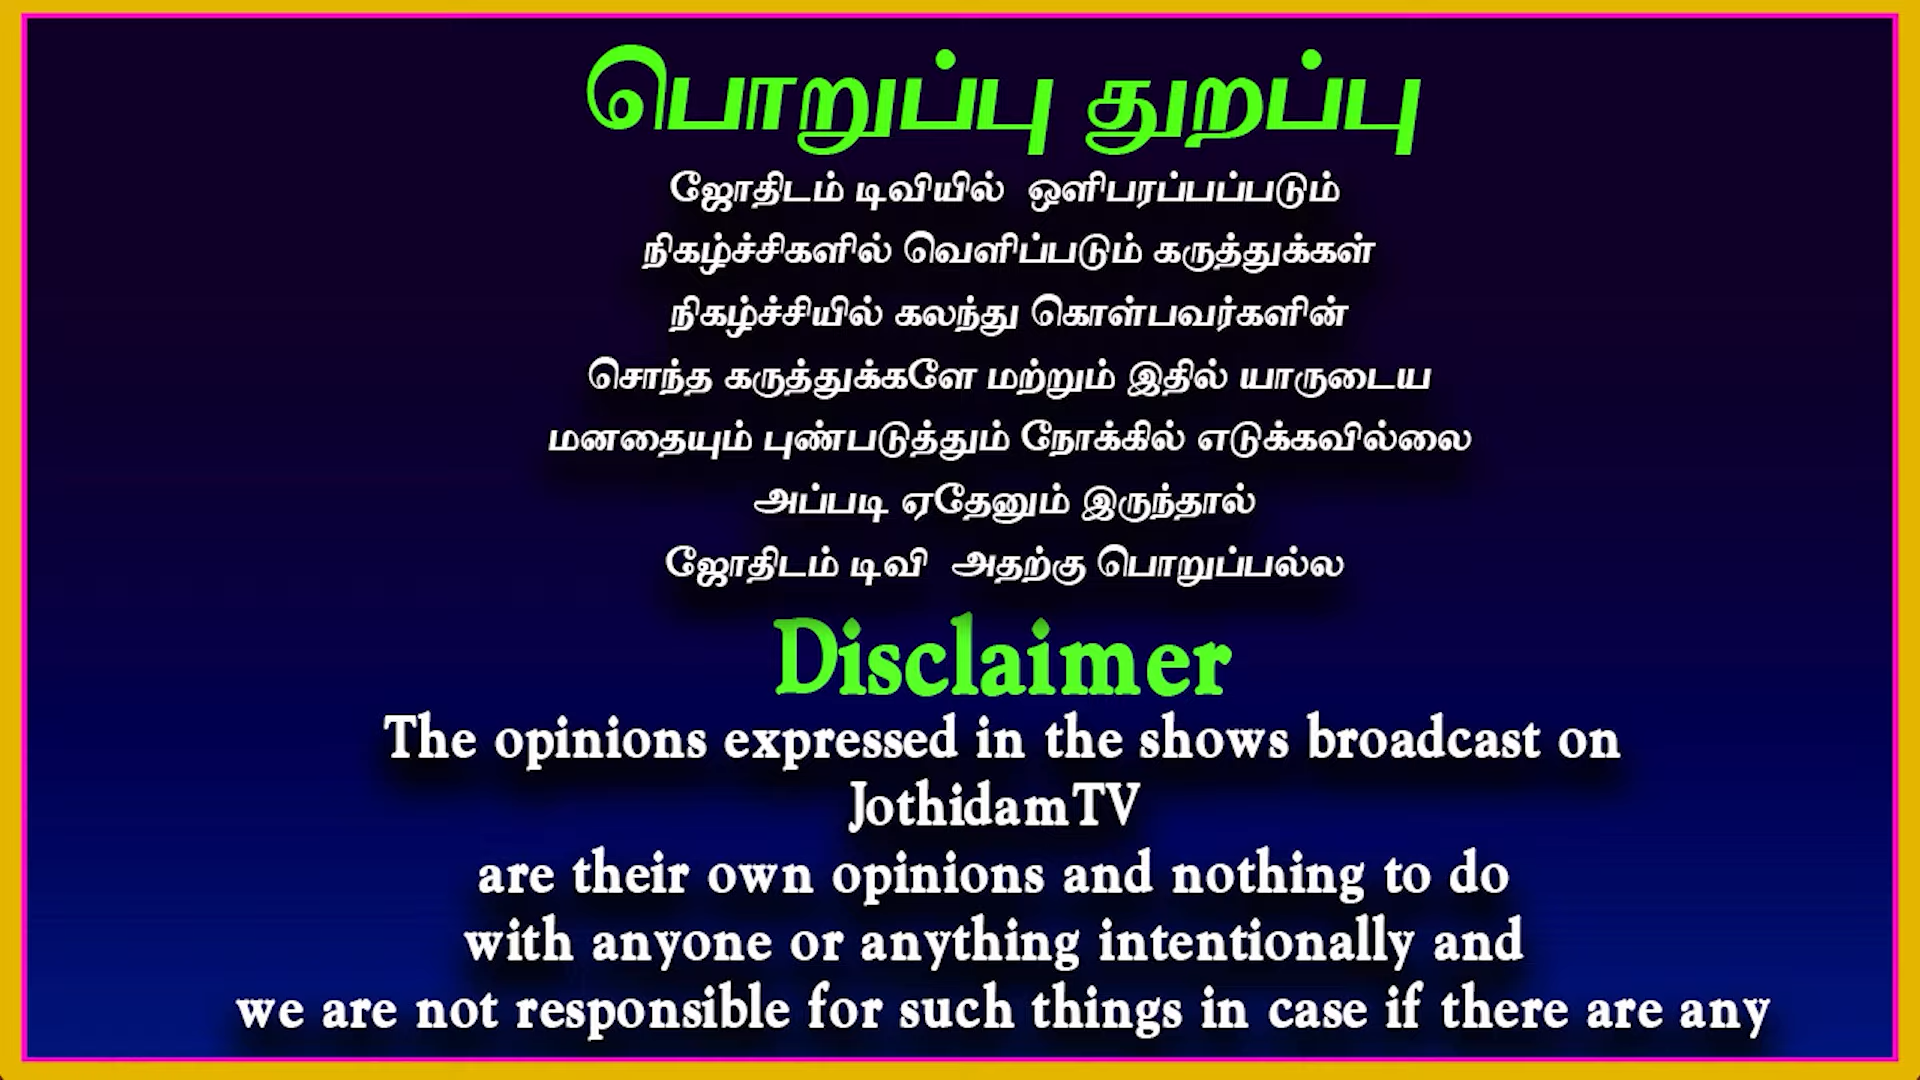 பொறுப்பு துறப்பு
ஜோதிடம் டிவியில் ஒளிபரப்பப்படும்
நிகழ்ச்சிகளில் வெளிப்படும் கருத்துக்கள்
நிகழ்ச்சியில் கலந்து கொள்பவர்களின்
சொந்த கருத்துக்களே மற்றும் இதில் யாருடைய
மனதையும் புண்படுத்தும் நோக்கில் எடுக்கவில்லை
அப்படி ஏதேனும் இருந்தால்
ஜோதிடம் டிவி அதற்கு பொறுப்பல்ல
Disclaimer
The opinions expressed in the shows broadcast on
JothidamTV
are their own opinions and nothing to do
with anyone or anything intentionally and
we are not responsible for such things in case if there are any